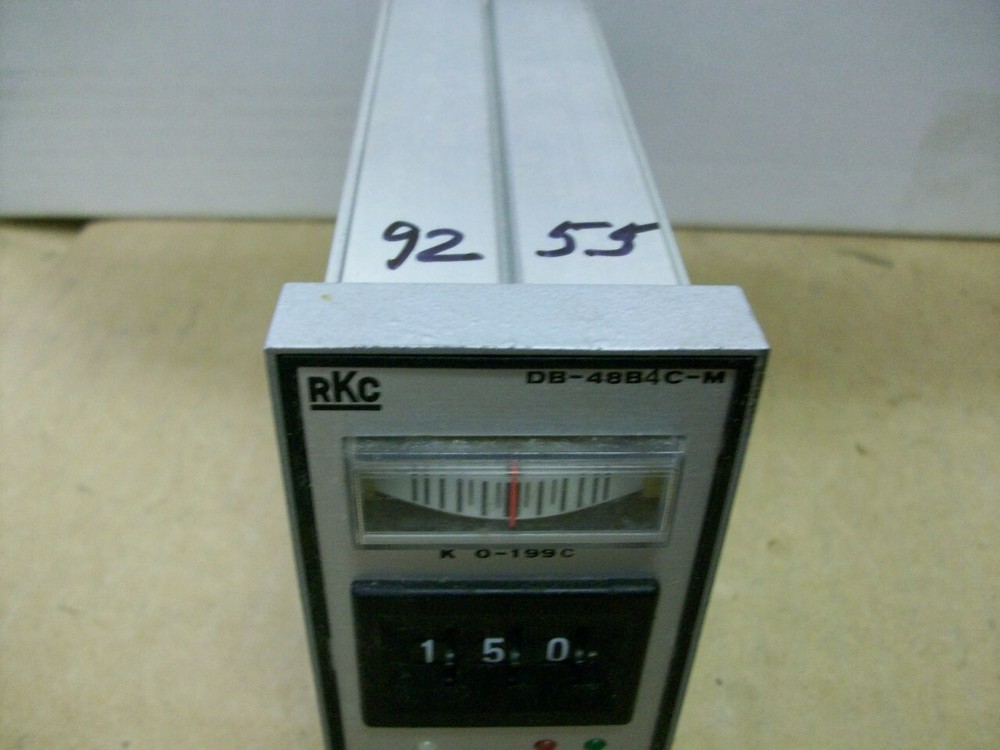 92 55
RKC DB-48B4C-M
K 0-199C
1 5 0